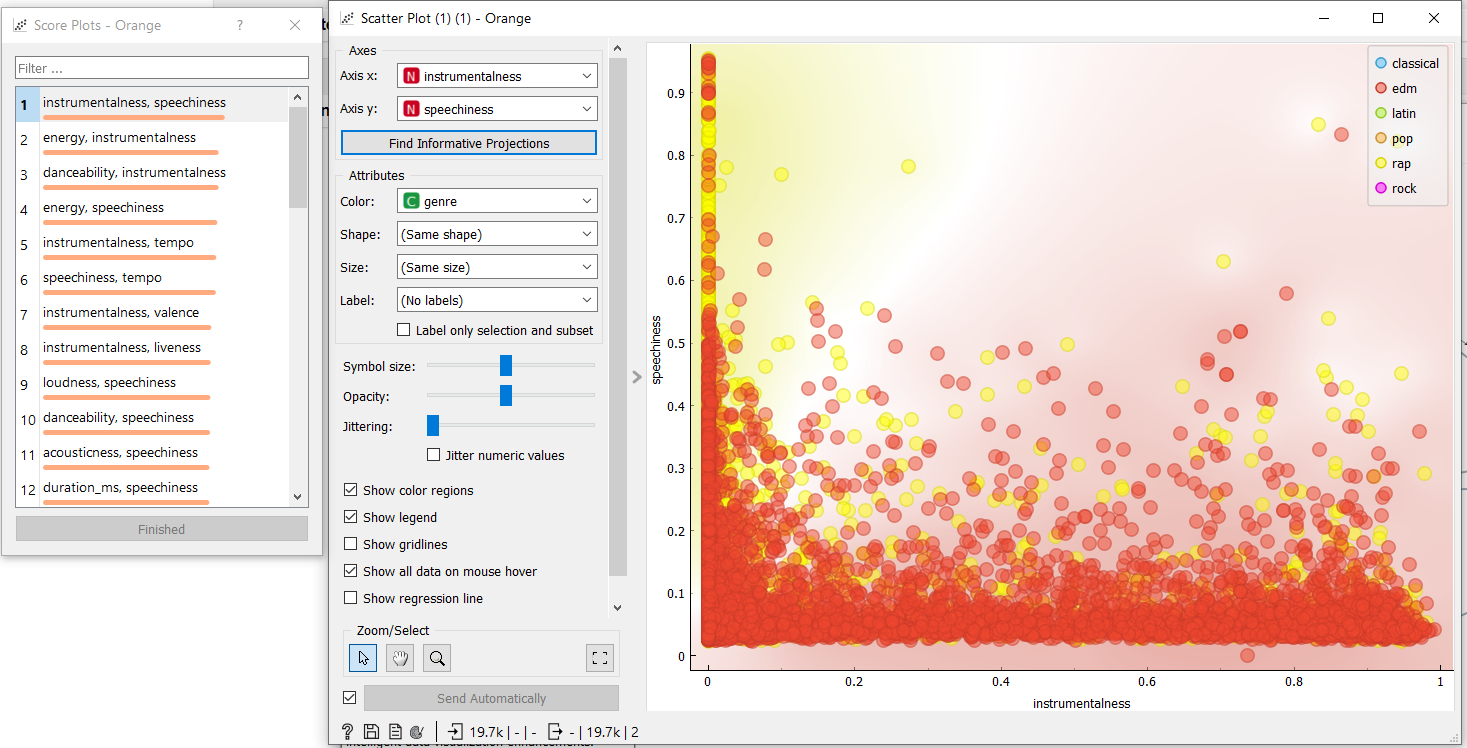 Score Plots - Orange
?
Filter ...
1 instrumentalness, speechiness
2 energy, instrumentalness
3 danceability, instrumentalness
4 energy, speechiness
5 instrumentalness, tempo
6 speechiness, tempo
7 instrumentalness, valence
8 instrumentalness, liveness
9 loudness, speechiness
10 danceability, speechiness
11 acousticness, speechiness
12 duration_ms, speechiness
Finished
Scatter Plot (1) (1) - Orange
Axes
Axis x: N instrumentalness
Axis y: N speechiness
Find Informative Projections
Attributes
Color: C genre
Shape: (Same shape)
Size: (Same size)
Label: (No labels)
Label only selection and subset
Symbol size:
Opacity:
Jittering:
Jitter numeric values
Show color regions
Show legend
Show gridlines
Show all data on mouse hover
Show regression line
Zoom/Select
Send Automatically
? 19.7k | - | - - | 19.7k | 2
speechiness
0.9
0.8
0.7
0.6
0.5
0.4
0.3
0.2
0.1
0
0 0.2 0.4 0.6 0.8 1
instrumentalness
classical
edm
latin
pop
rap
rock